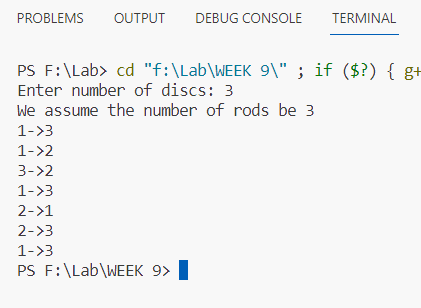 PROBLEMS OUTPUT DEBUG CONSOLE TERMINAL
PS F:\Lab> cd "f:\Lab\WEEK 9\" ; if ($?) { g+
Enter number of discs: 3
We assume the number of rods be 3
1->3
1->2
3->2
1->3
2->1
2->3
1->3
PS F:\Lab\WEEK 9>